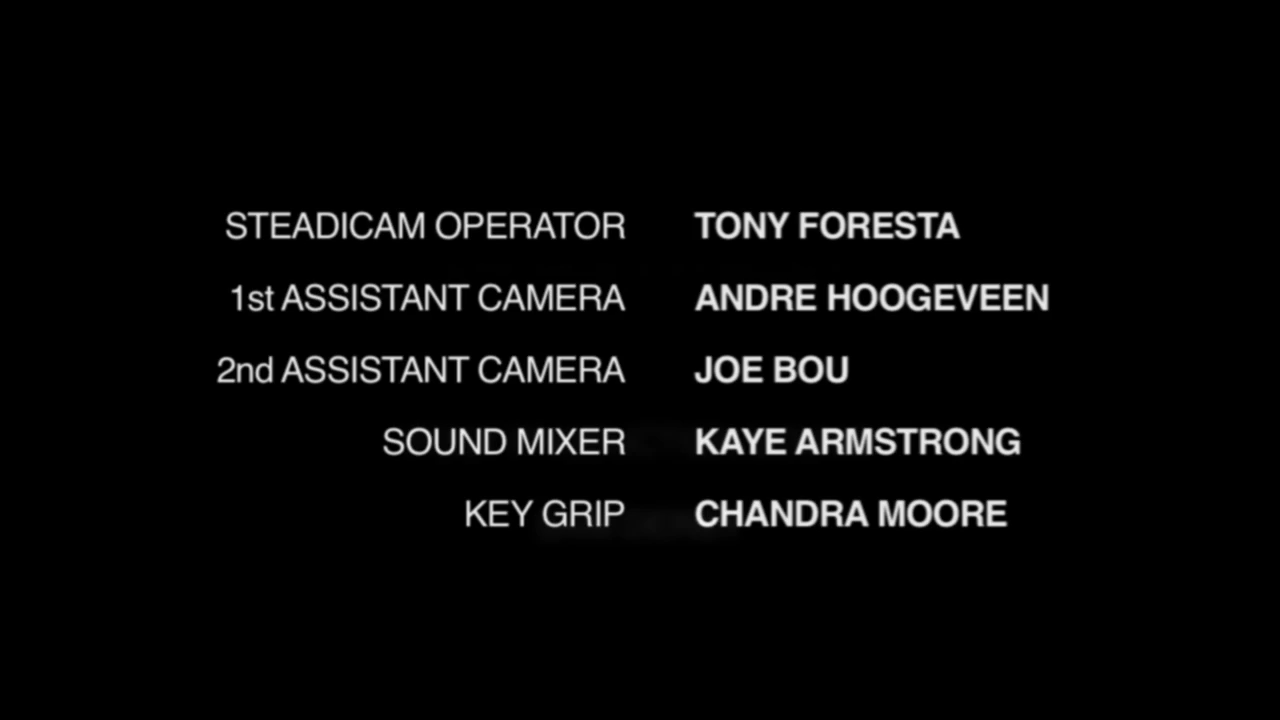 STEADICAM OPERATOR TONY FORESTA
1st ASSISTANT CAMERA ANDRE HOOGEVEEN
2nd ASSISTANT CAMERA JOE BOU
SOUND MIXER KAYE ARMSTRONG
KEY GRIP CHANDRA MOORE